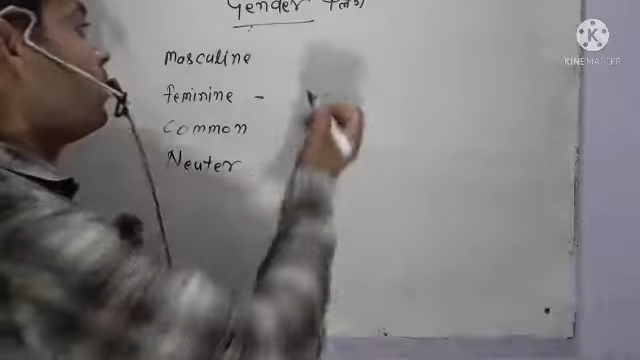 Gender (लिंग)
Masculine
feminine -
Common
Neuter
K
KINEMASTER